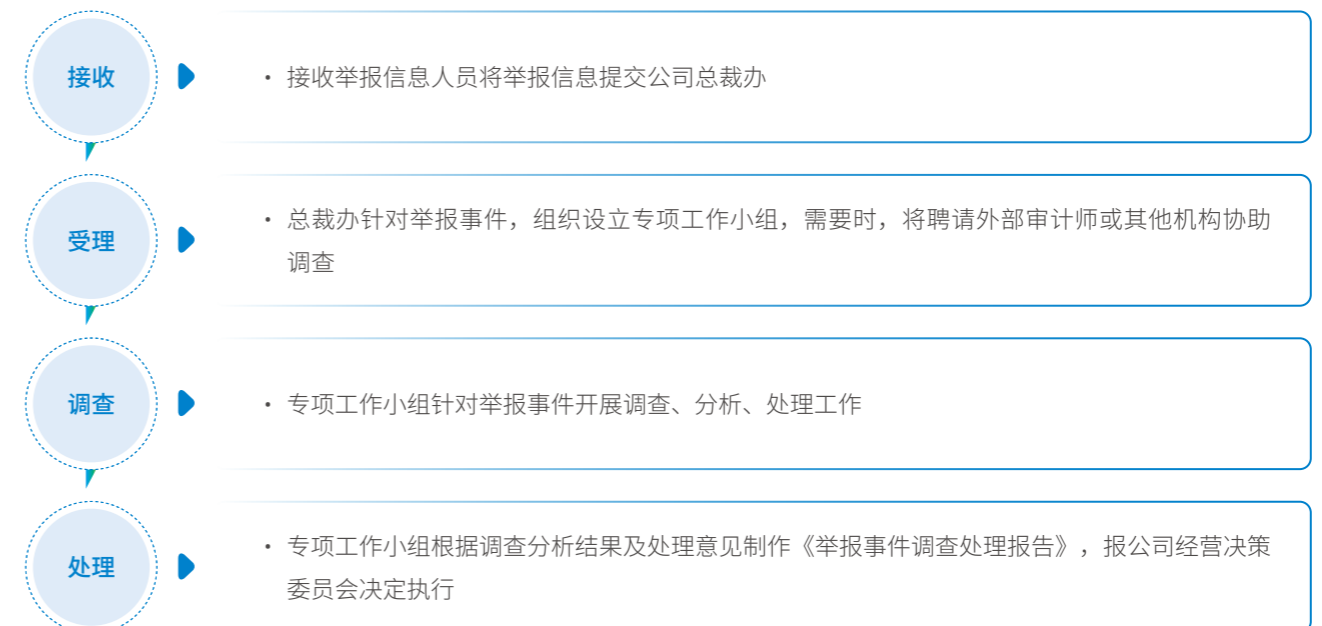 接收
• 接收举报信息人员将举报信息提交公司总裁办
受理
• 总裁办针对举报事件，组织设立专项工作小组，需要时，将聘请外部审计师或其他机构协助
调查
调查
• 专项工作小组针对举报事件开展调查、分析、处理工作
处理
• 专项工作小组根据调查分析结果及处理意见制作《举报事件调查处理报告》，报公司经营决策
委员会决定执行